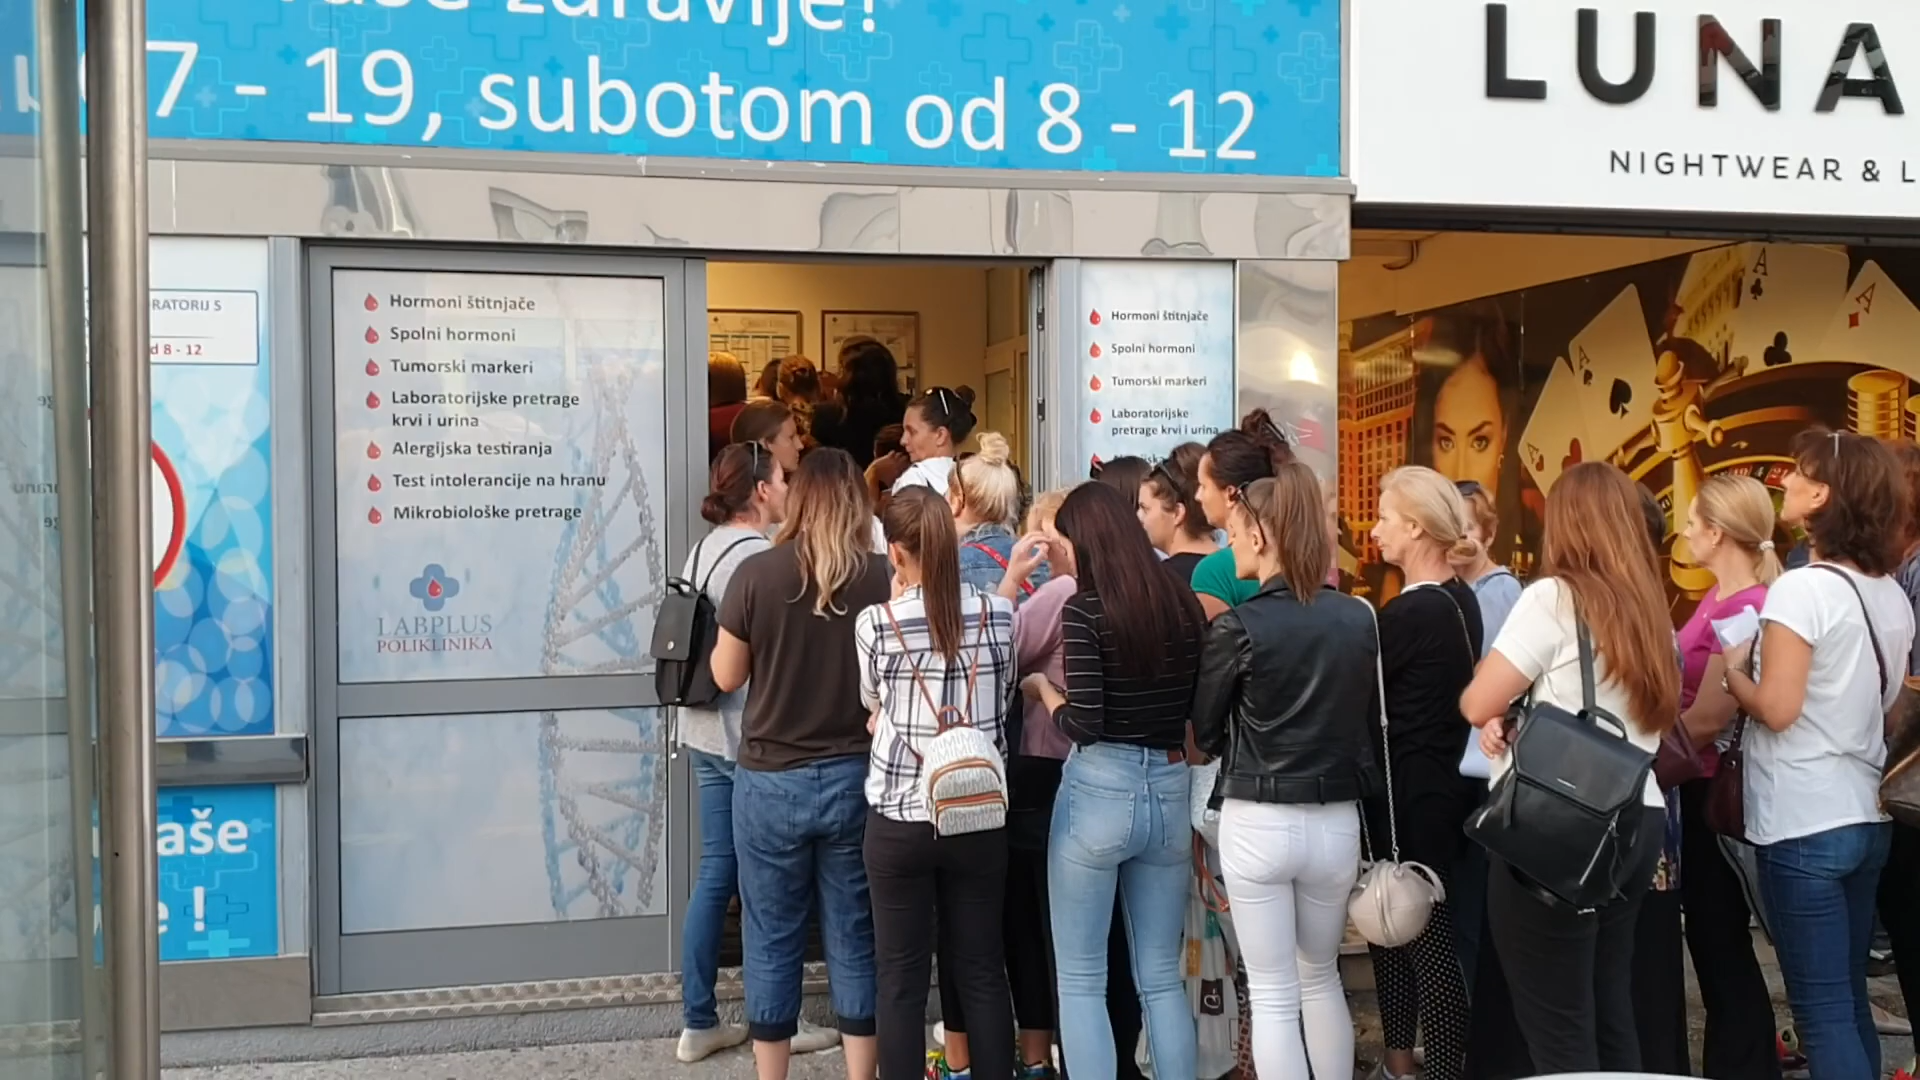 zdravlje!
7 - 19, subotom od 8 - 12
LUNA
NIGHTWEAR & L
RATORIJ S
d 8 - 12
Hormoni štitnjače
Spolni hormoni
Tumorski markeri
Laboratorijske pretrage
krvi i urina
Alergijska testiranja
Test intolerancije na hranu
Mikrobiološke pretrage
LABPLUS
POLIKLINIKA
Hormoni štitnjače
Spolni hormoni
Tumorski markeri
Laboratorijske
pretrage krvi i urina
aše
e !